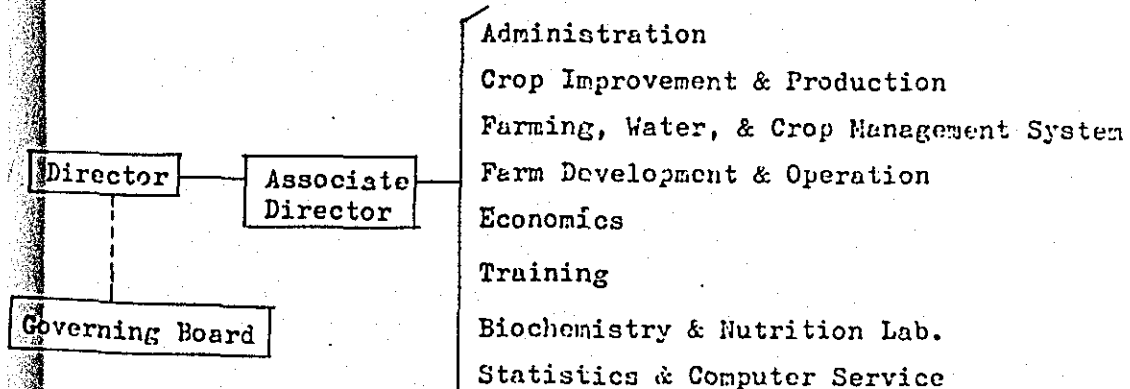 Administration
Crop Improvement & Production
Farming, Water, & Crop Management System
Director
Associate
Director
Farm Development & Operation
Economics
Training
Governing Board
Biochemistry & Nutrition Lab.
Statistics & Computer Service